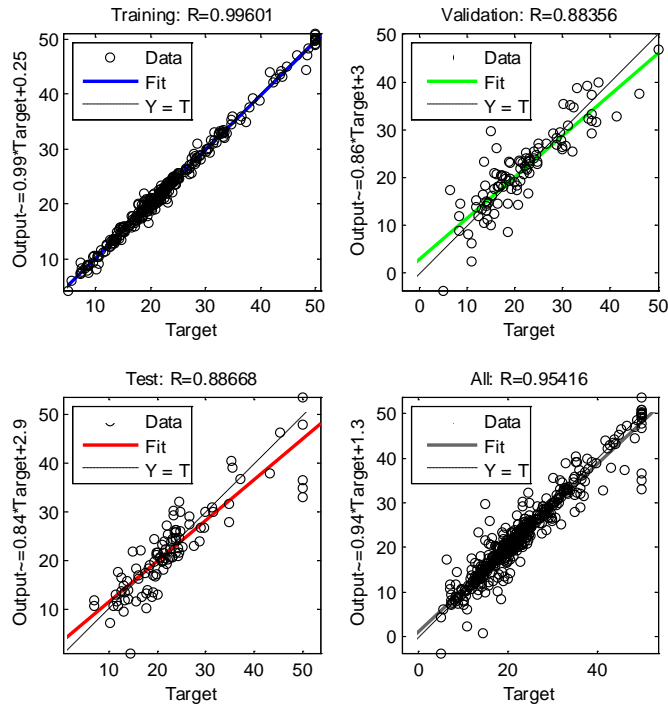 Training: R=0.99601
Output~=0.99*Target+0.25
50
40
30
20
10
Data
Fit
Y = T
10 20 30 40 50
Target
Validation: R=0.88356
Output~=0.86*Target+3
50
40
30
20
10
0
Data
Fit
Y = T
0 10 20 30 40 50
Target
Test: R=0.88668
Output~=0.84*Target+2.9
50
40
30
20
10
Data
Fit
Y = T
10 20 30 40 50
Target
All: R=0.95416
Output~=0.94*Target+1.3
50
40
30
20
10
0
Data
Fit
Y = T
0 20 40
Target